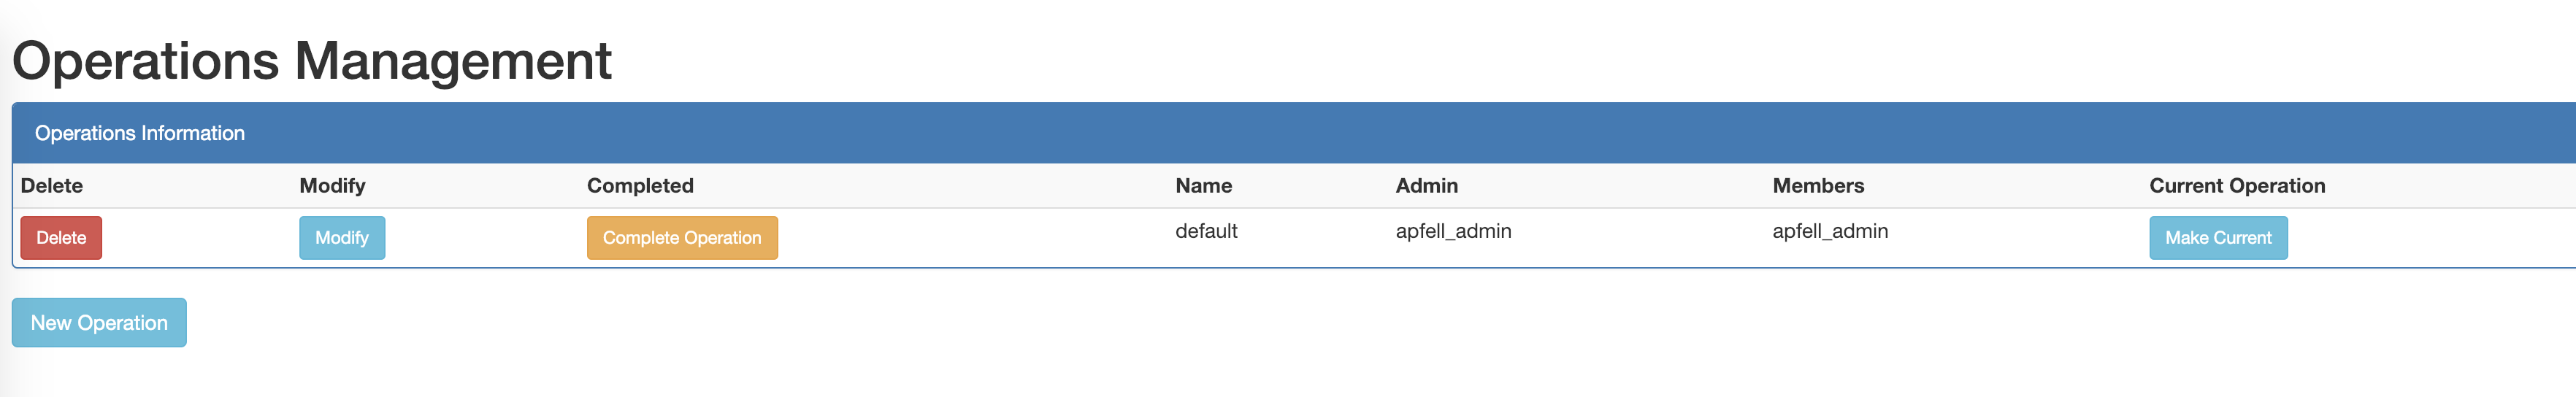 Operations Management
Operations Information
Delete Modify Completed Name Admin Members Current Operation
Delete Modify Complete Operation default apfell_admin apfell_admin Make Current
New Operation